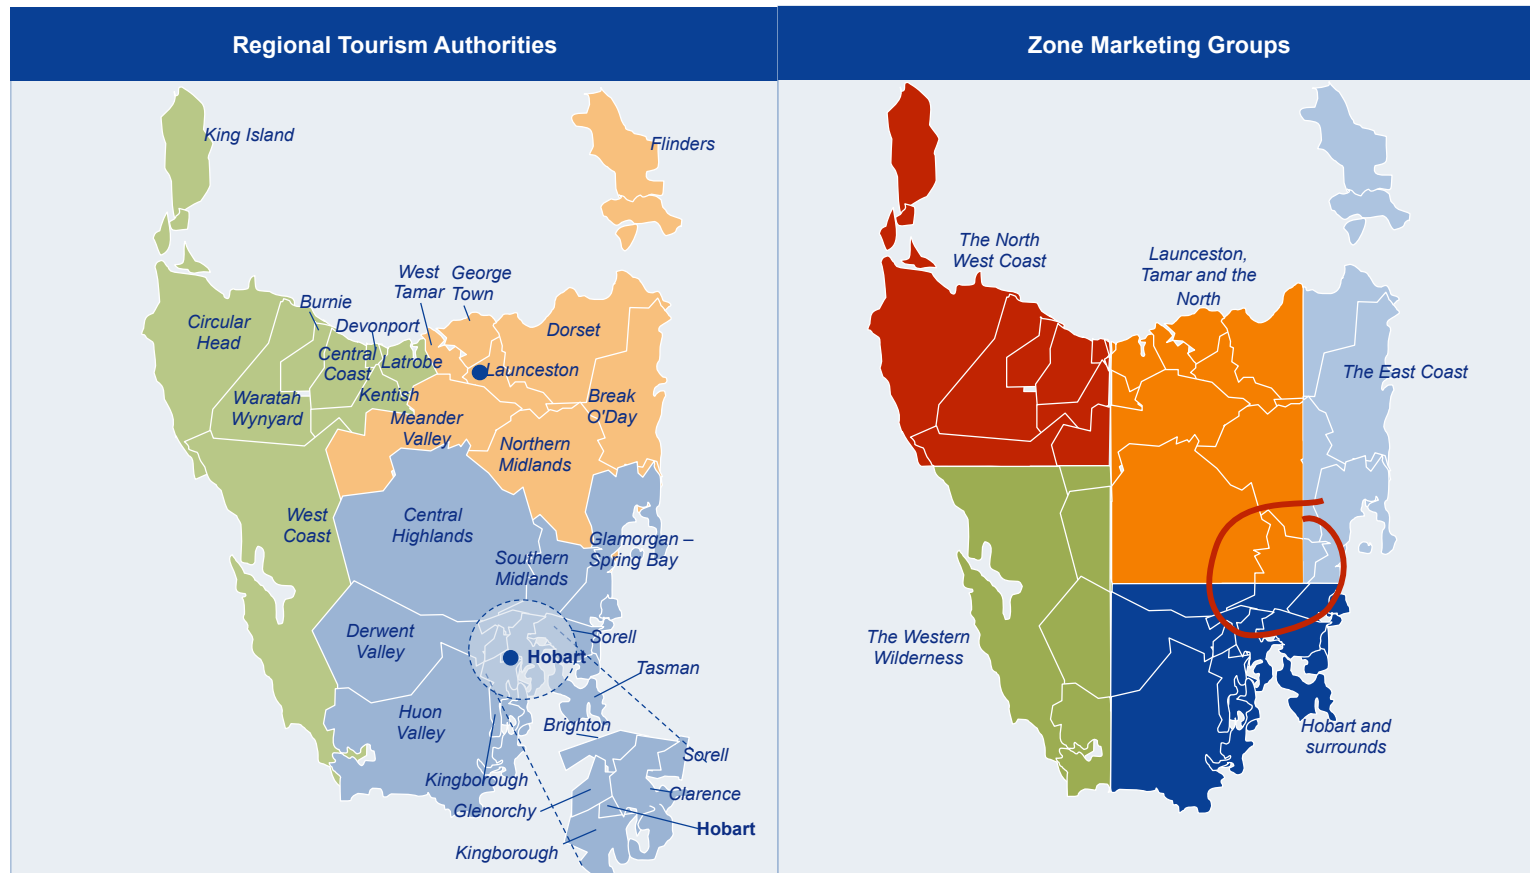 Regional Tourism Authorities
King Island
Flinders
West
Tamar
George
Town
Burnie
Circular
Head
Devonport
Dorset
Central
Coast
Latrobe
Launceston
Kentish
Waratah
Wynyard
Break
O'Day
Meander
Valley
Northern
Midlands
West
Coast
Central
Highlands
Glamorgan –
Spring Bay
Southern
Midlands
Derwent
Valley
Sorell
Hobart
Tasman
Huon
Valley
Brighton
Sorell
Kingborough
Clarence
Glenorchy
Hobart
Kingborough
Zone Marketing Groups
The North
West Coast
Launceston,
Tamar and the
North
The East Coast
The Western
Wilderness
Hobart and
surrounds